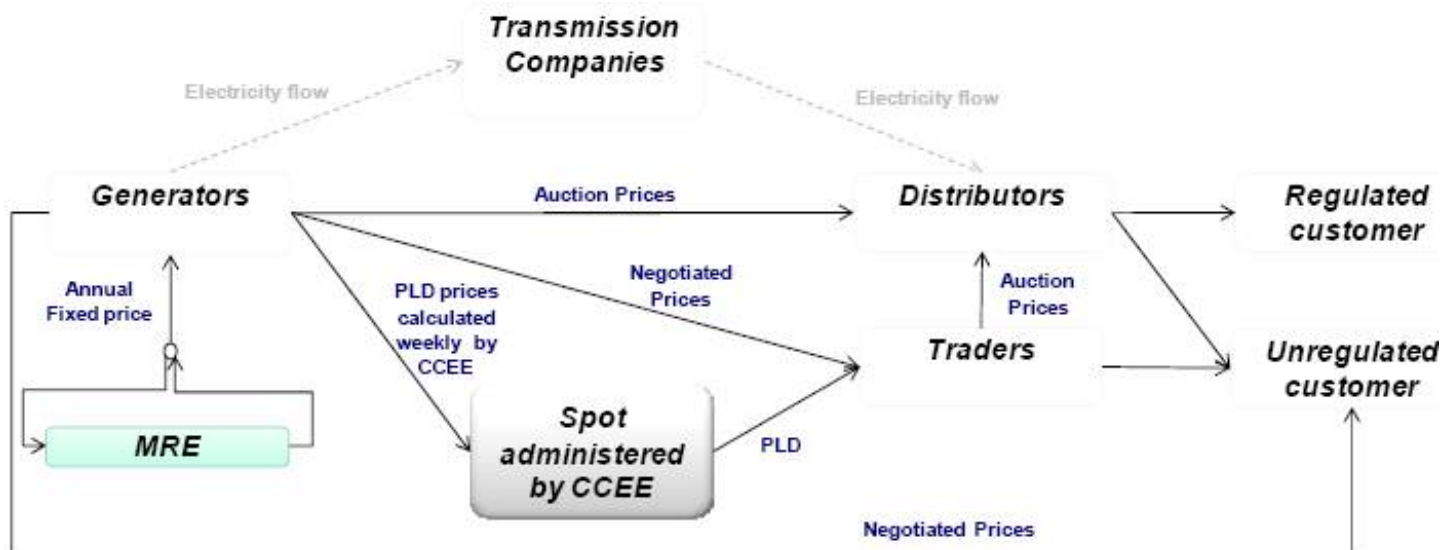 Transmission
Companies
Electricity flow
Electricity flow
Generators
Auction Prices
Distributors
Regulated
customer
Annual
Fixed price
PLD prices
calculated
weekly by
CCEE
Negotiated
Prices
Auction
Prices
Traders
Unregulated
customer
MRE
Spot
administered
by CCEE
PLD
Negotiated Prices